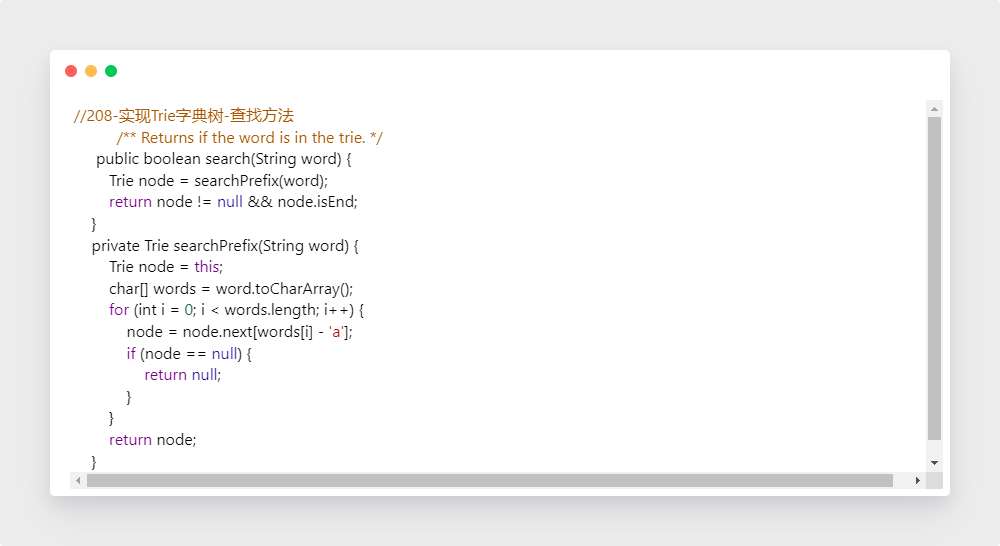 //208-实现Trie字典树-查找方法
/** Returns if the word is in the trie. */
public boolean search(String word) {
Trie node = searchPrefix(word);
return node != null && node.isEnd;
}
private Trie searchPrefix(String word) {
Trie node = this;
char[] words = word.toCharArray();
for (int i = 0; i < words.length; i++) {
node = node.next[words[i] - 'a'];
if (node == null) {
return null;
}
}
return node;
}